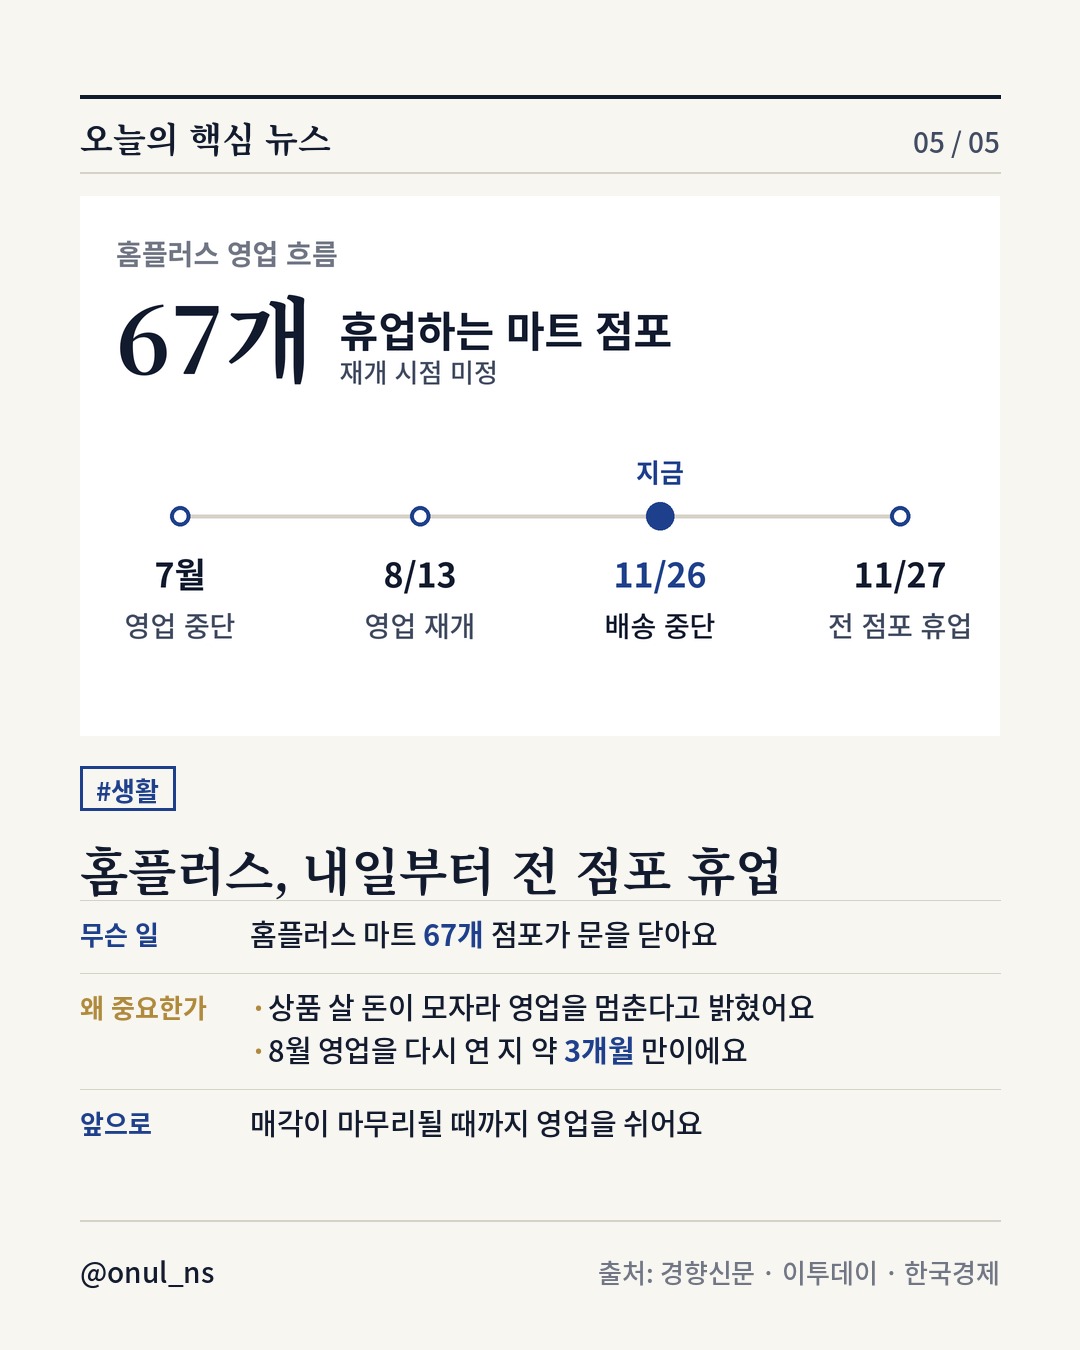 오늘의 핵심 뉴스
05 / 05
홈플러스 영업 흐름
67개
휴업하는 마트 점포
재개 시점 미정
지금
7월
8/13
11/26
11/27
영업 중단
영업 재개
배송 중단
전 점포 휴업
#생활
홈플러스, 내일부터 전 점포 휴업
무슨 일
홈플러스 마트 67개 점포가 문을 닫아요
왜 중요한가
· 상품 살 돈이 모자라 영업을 멈춘다고 밝혔어요
· 8월 영업을 다시 연 지 약 3개월 만이에요
앞으로
매각이 마무리될 때까지 영업을 쉬어요
@onul_ns
출처: 경향신문 · 이투데이 · 한국경제